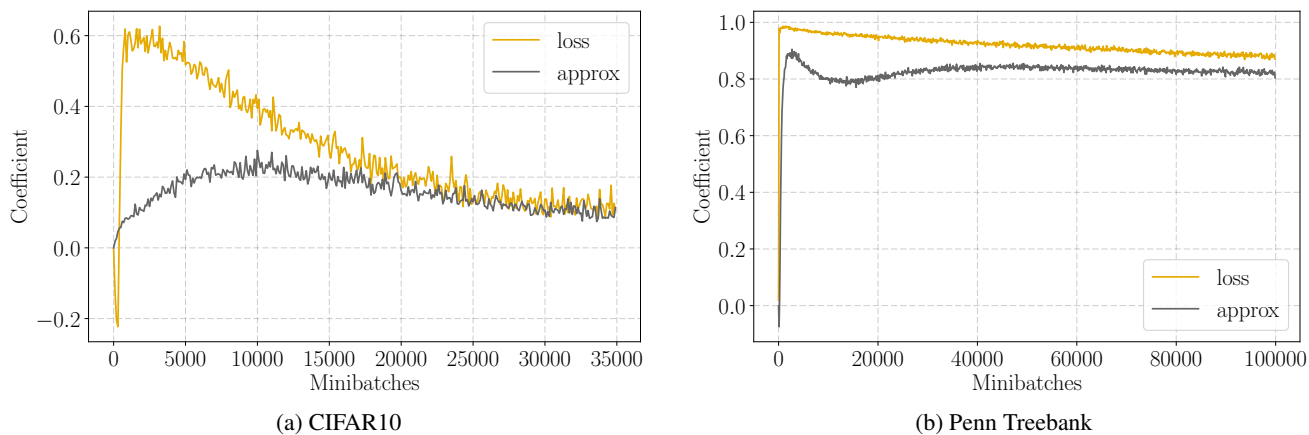 0.6
0.4
0.2
0.0
−0.2
Coefficient
loss
approx
0 5000 10000 15000 20000 25000 30000 35000
Minibatches
(a) CIFAR10
1.0
0.8
0.6
0.4
0.2
0.0
Coefficient
loss
approx
0 20000 40000 60000 80000 100000
Minibatches
(b) Penn Treebank